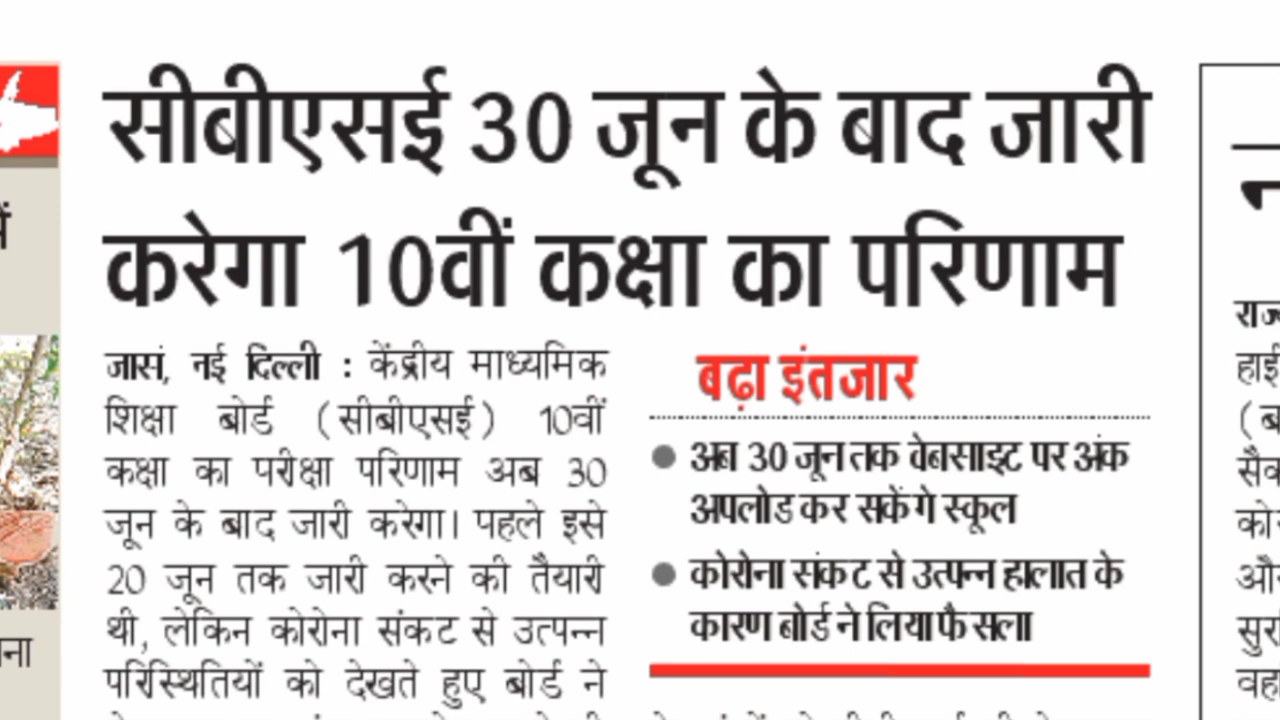 सीबीएसई 30 जून के बाद जारी
करेगा 10वीं कक्षा का परिणाम
जासं, नई दिल्ली : केंद्रीय माध्यमिक
शिक्षा बोर्ड (सीबीएसई) 10वीं
कक्षा का परीक्षा परिणाम अब 30
जून के बाद जारी करेगा। पहले इसे
20 जून तक जारी करने की तैयारी
थी, लेकिन कोरोना संकट से उत्पन्न
परिस्थितियों को देखते हुए बोर्ड ने
बढ़ा इंतजार
अब 30 जून तक वेबसाइट पर अंक
अपलोड कर सकेंगे स्कूल
कोरोना संकट से उत्पन्न हालात के
कारण बोर्ड ने लिया फैसला